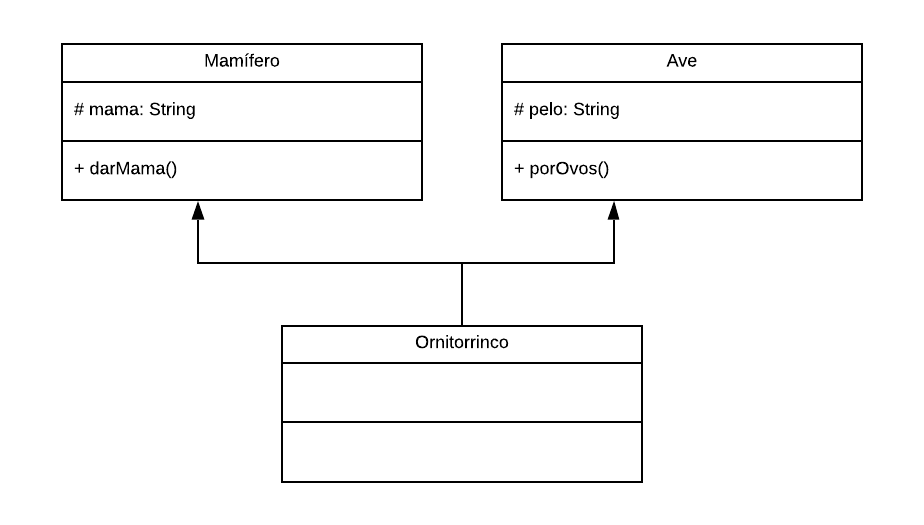 Mamífero
# mama: String
+ darMama()
Ave
# pelo: String
+ porOvos()
Ornitorrinco